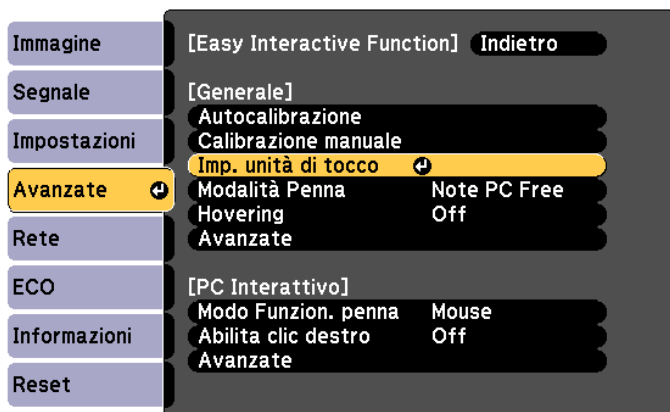 Immagine
Segnale
Impostazioni
Avanzate
Rete
ECO
Informazioni
Reset
[Easy Interactive Function] Indietro
[Generale]
Autocalibrazione
Calibrazione manuale
Imp. unità di tocco
Modalità Penna Note PC Free
Hovering Off
Avanzate
[PC Interattivo]
Modo Funzion. penna Mouse
Abilita clic destro Off
Avanzate